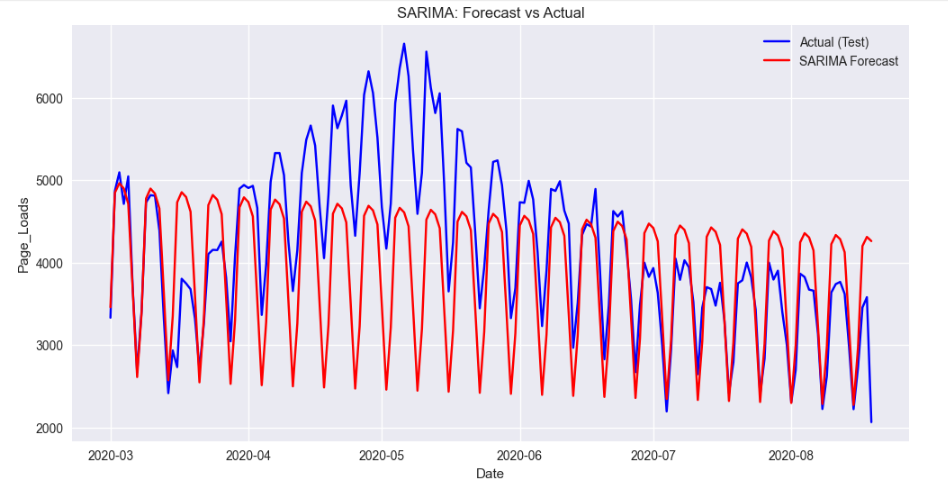 SARIMA: Forecast vs Actual
Actual (Test)
SARIMA Forecast
6000
5000
4000
3000
2000
Page_Loads
2020-03 2020-04 2020-05 2020-06 2020-07 2020-08
Date